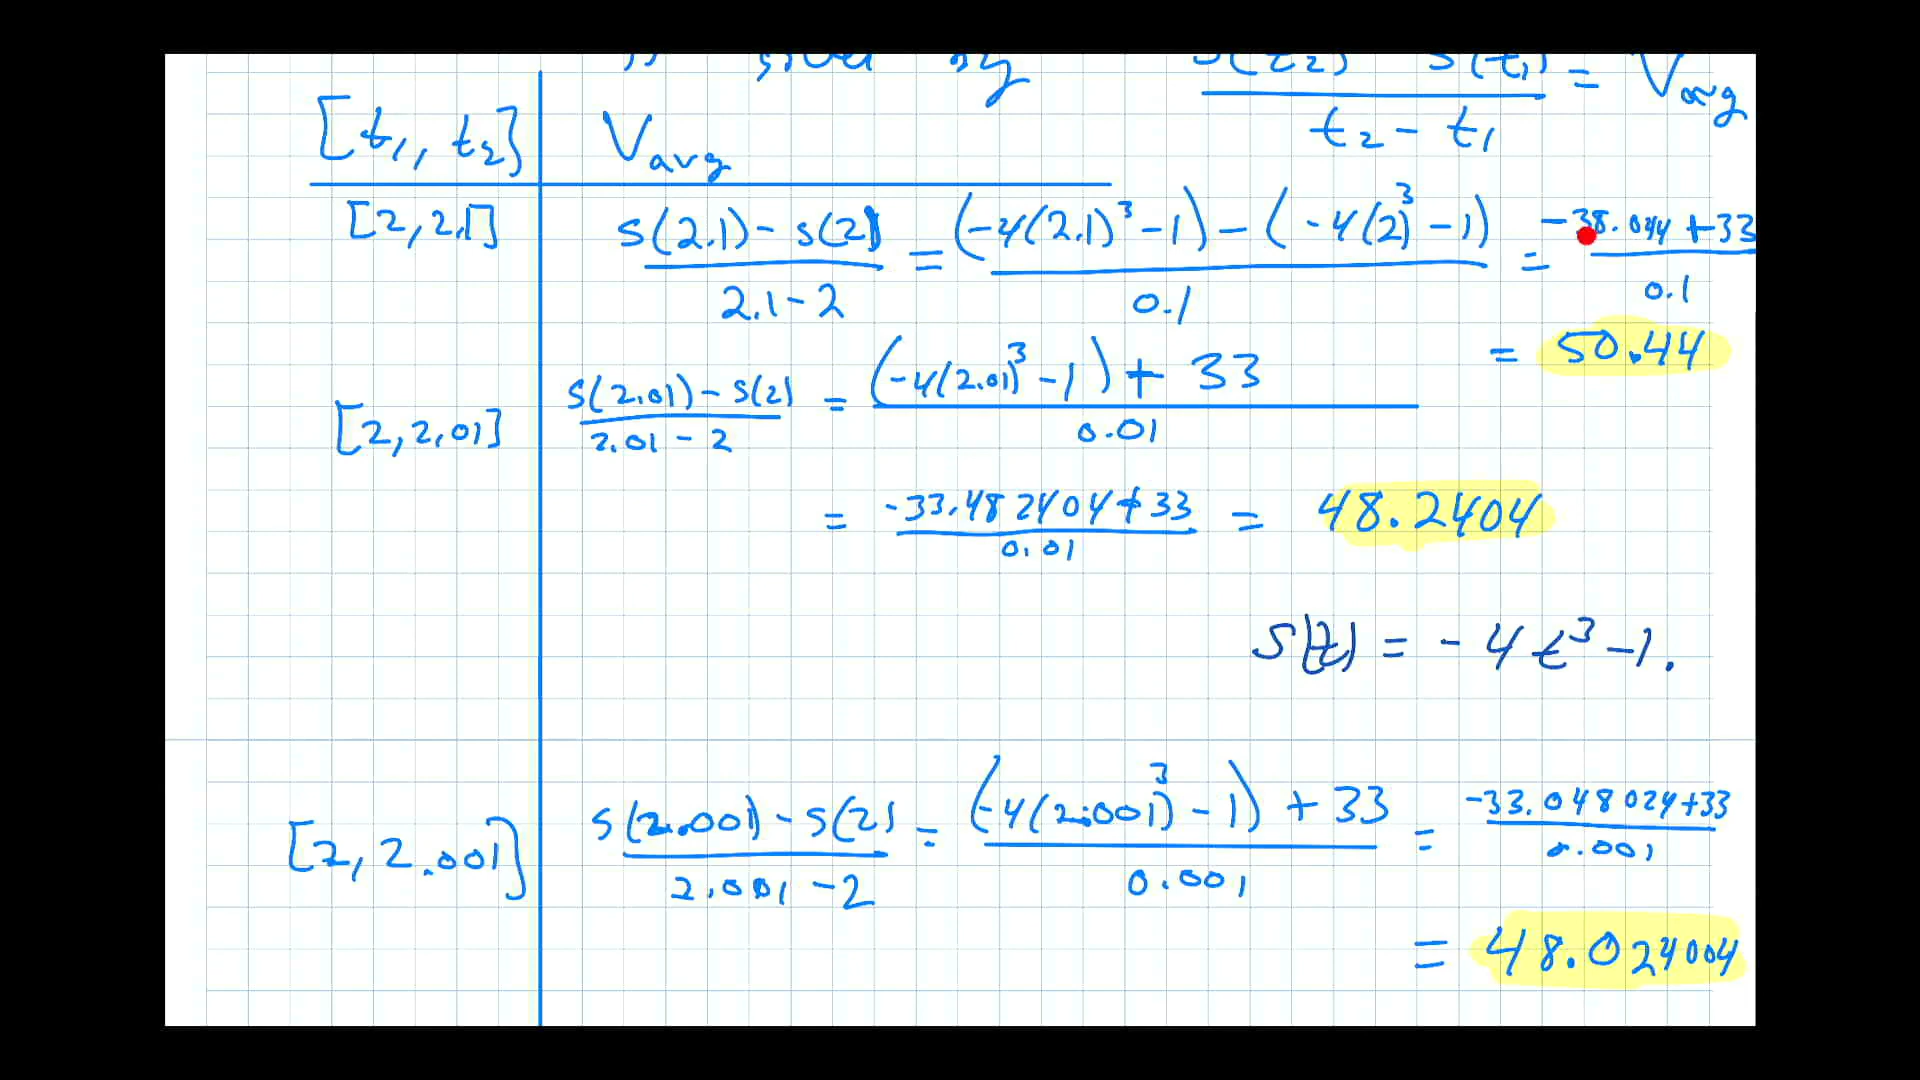 s(t₂) - s(t₁) / t₂ - t₁ = Vavg
[t₁, t₂] Vavg
[2, 2.1] s(2.1) - s(2) / 2.1 - 2 = (-4(2.1)³ - 1) - (-4(2)³ - 1) / 0.1 = -38.044 + 33 / 0.1
= 50.44
[2, 2.01] s(2.01) - s(2) / 2.01 - 2 = (-4(2.01)³ - 1) + 33 / 0.01
= -33.482404 + 33 / 0.01 = 48.2404
s(t) = -4t³ - 1.
[2, 2.001] s(2.001) - s(2) / 2.001 - 2 = (-4(2.001)³ - 1) + 33 / 0.001 = -33.048024 + 33 / 0.001
= 48.024004